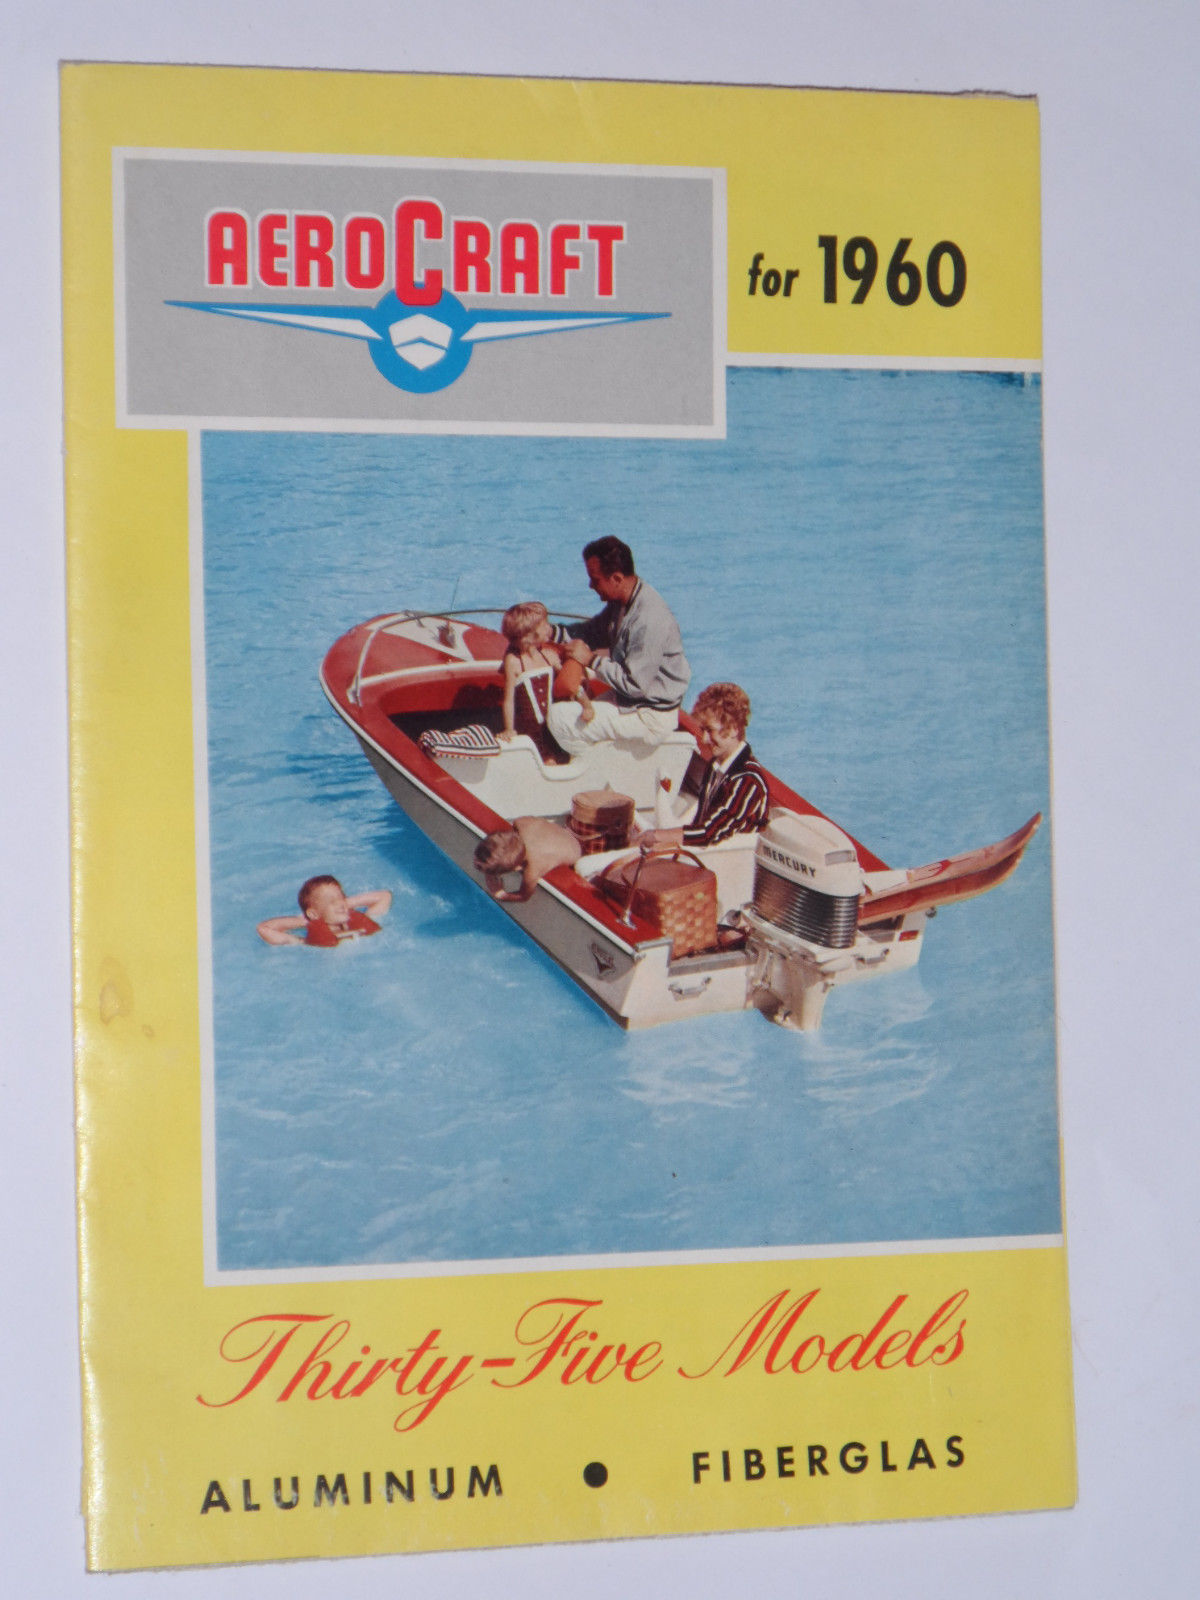 AEROCRAFT
for 1960
MERCURY
Thirty-Five Models
ALUMINUM • FIBERGLAS